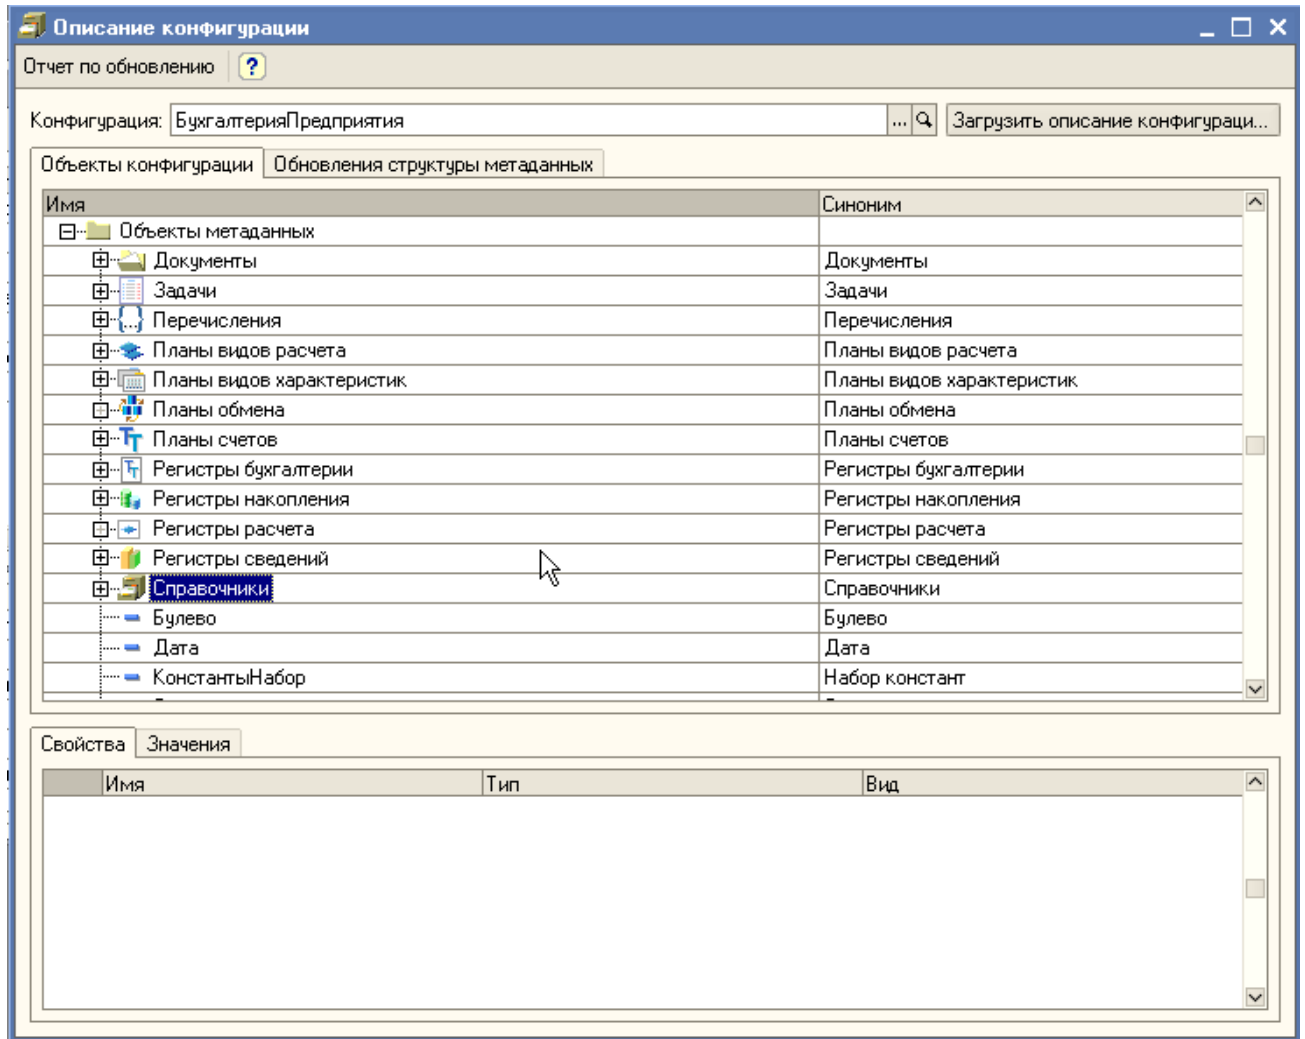 Описание конфигурации
Отчет по обновлению ?
Конфигурация: БухгалтерияПредприятия ... Загрузить описание конфигураци...
Объекты конфигурации Обновления структуры метаданных
Имя Синоним
Объекты метаданных
Документы Документы
Задачи Задачи
{...} Перечисления Перечисления
Планы видов расчета Планы видов расчета
Планы видов характеристик Планы видов характеристик
Планы обмена Планы обмена
Тт Планы счетов Планы счетов
Тт Регистры бухгалтерии Регистры бухгалтерии
Регистры накопления Регистры накопления
Регистры расчета Регистры расчета
Регистры сведений Регистры сведений
Справочники Справочники
Булево Булево
Дата Дата
КонстантыНабор Набор констант
Свойства Значения
Имя Тип Вид